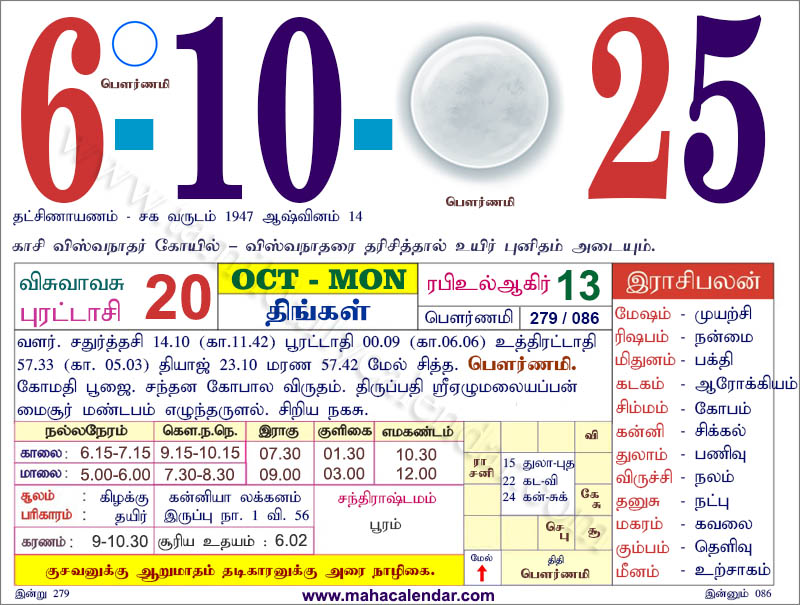 6-10- 25
பௌர்ணமி
பௌர்ணமி
தட்சிணாயணம் - சக வருடம் 1947 ஆஷ்வினம் 14
காசி விஸ்வநாதர் கோயில் – விஸ்வநாதரை தரிசித்தால் உயிர் புனிதம் அடையும்.
விசுவாவசு
புரட்டாசி 20
OCT - MON
திங்கள்
ரபிஉல்ஆகிர் 13
பௌர்ணமி 279 / 086
வளர். சதுர்த்தசி 14.10 (கா.11.42) பூரட்டாதி 00.09 (கா.06.06) உத்திரட்டாதி
57.33 (கா. 05.03) தியாஜ் 23.10 மரண 57.42 மேல் சித்த. பௌர்ணமி.
கோமதி பூஜை. சந்தன கோபால விருதம். திருப்பதி ஸ்ரீஏழுமலையப்பன்
மைசூர் மண்டபம் எழுந்தருளல். சிறிய நகசு.
இராசிபலன்
மேஷம் - முயற்சி
ரிஷபம் - நன்மை
மிதுனம் - பக்தி
கடகம் - ஆரோக்கியம்
சிம்மம் - கோபம்
கன்னி - சிக்கல்
துலாம் - பணிவு
விருச்சி - நலம்
தனுசு - நட்பு
மகரம் - கவலை
கும்பம் - தெளிவு
மீனம் - உற்சாகம்
நல்லநேரம் கௌ.ந.நெ. இராகு குளிகை எமகண்டம்
காலை: 6.15-7.15 9.15-10.15 07.30 01.30 10.30
மாலை: 5.00-6.00 7.30-8.30 09.00 03.00 12.00
சூலம் : கிழக்கு
பரிகாரம் : தயிர்
கன்னியா லக்கனம்
இருப்பு நா. 1 வி. 56
சந்திராஷ்டமம்
பூரம்
கரணம் : 9-10.30 சூரிய உதயம் : 6.02
வி
ரா
சனி
15 துலா-புத
22 கட-வி
24 கன்-சுக்
கே
சு
செ
பு
சூ
மேல்
திதி
பௌர்ணமி
குசவனுக்கு ஆறுமாதம் தடிகாரனுக்கு அரை நாழிகை.
இன்று 279
www.mahacalendar.com
இன்னும் 086